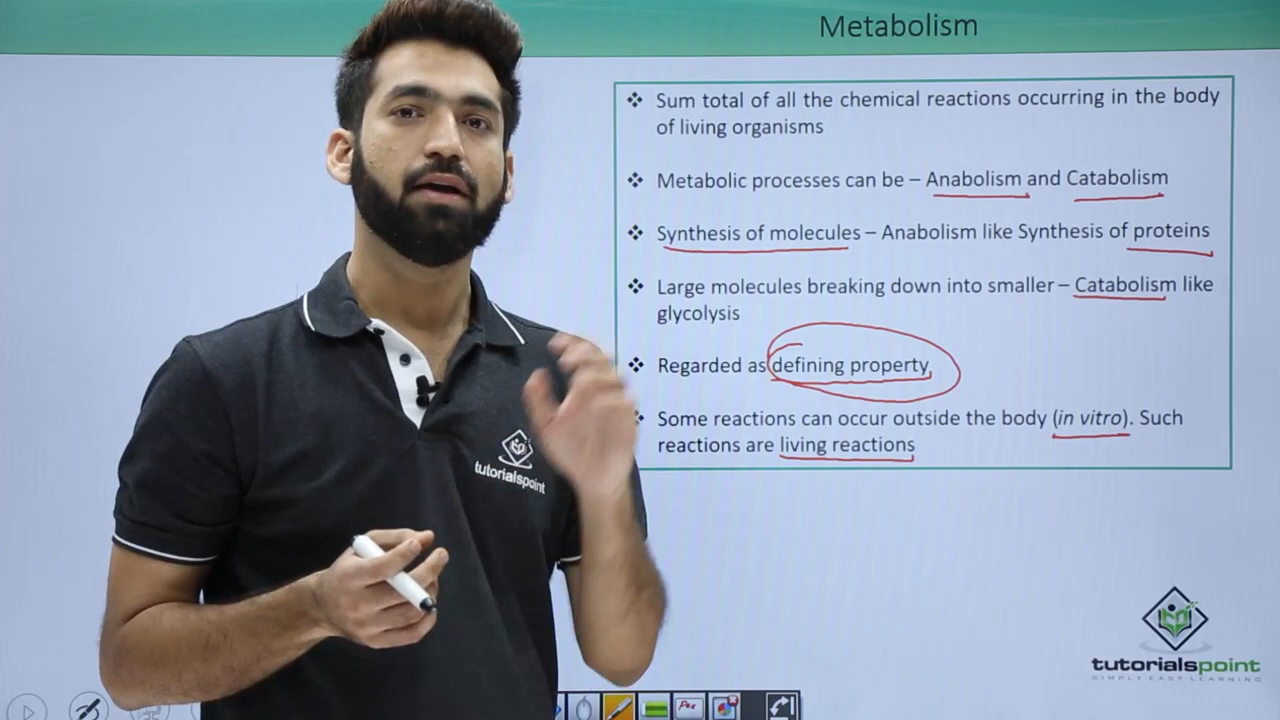 Metabolism
❖ Sum total of all the chemical reactions occurring in the body
of living organisms
❖ Metabolic processes can be – Anabolism and Catabolism
❖ Synthesis of molecules – Anabolism like Synthesis of proteins
❖ Large molecules breaking down into smaller – Catabolism like
glycolysis
❖ Regarded as defining property
❖ Some reactions can occur outside the body (in vitro). Such
reactions are living reactions
tutorialspoint
tutorialspoint
SIMPLY EASY LEARNING
Pen